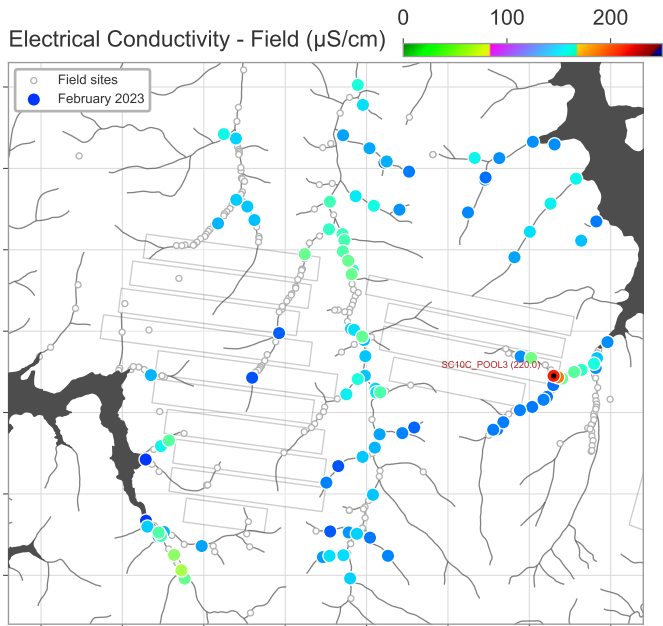 0 100 200
Electrical Conductivity - Field (µS/cm)
Field sites
February 2023
SC10C_POOL3 (220.0)